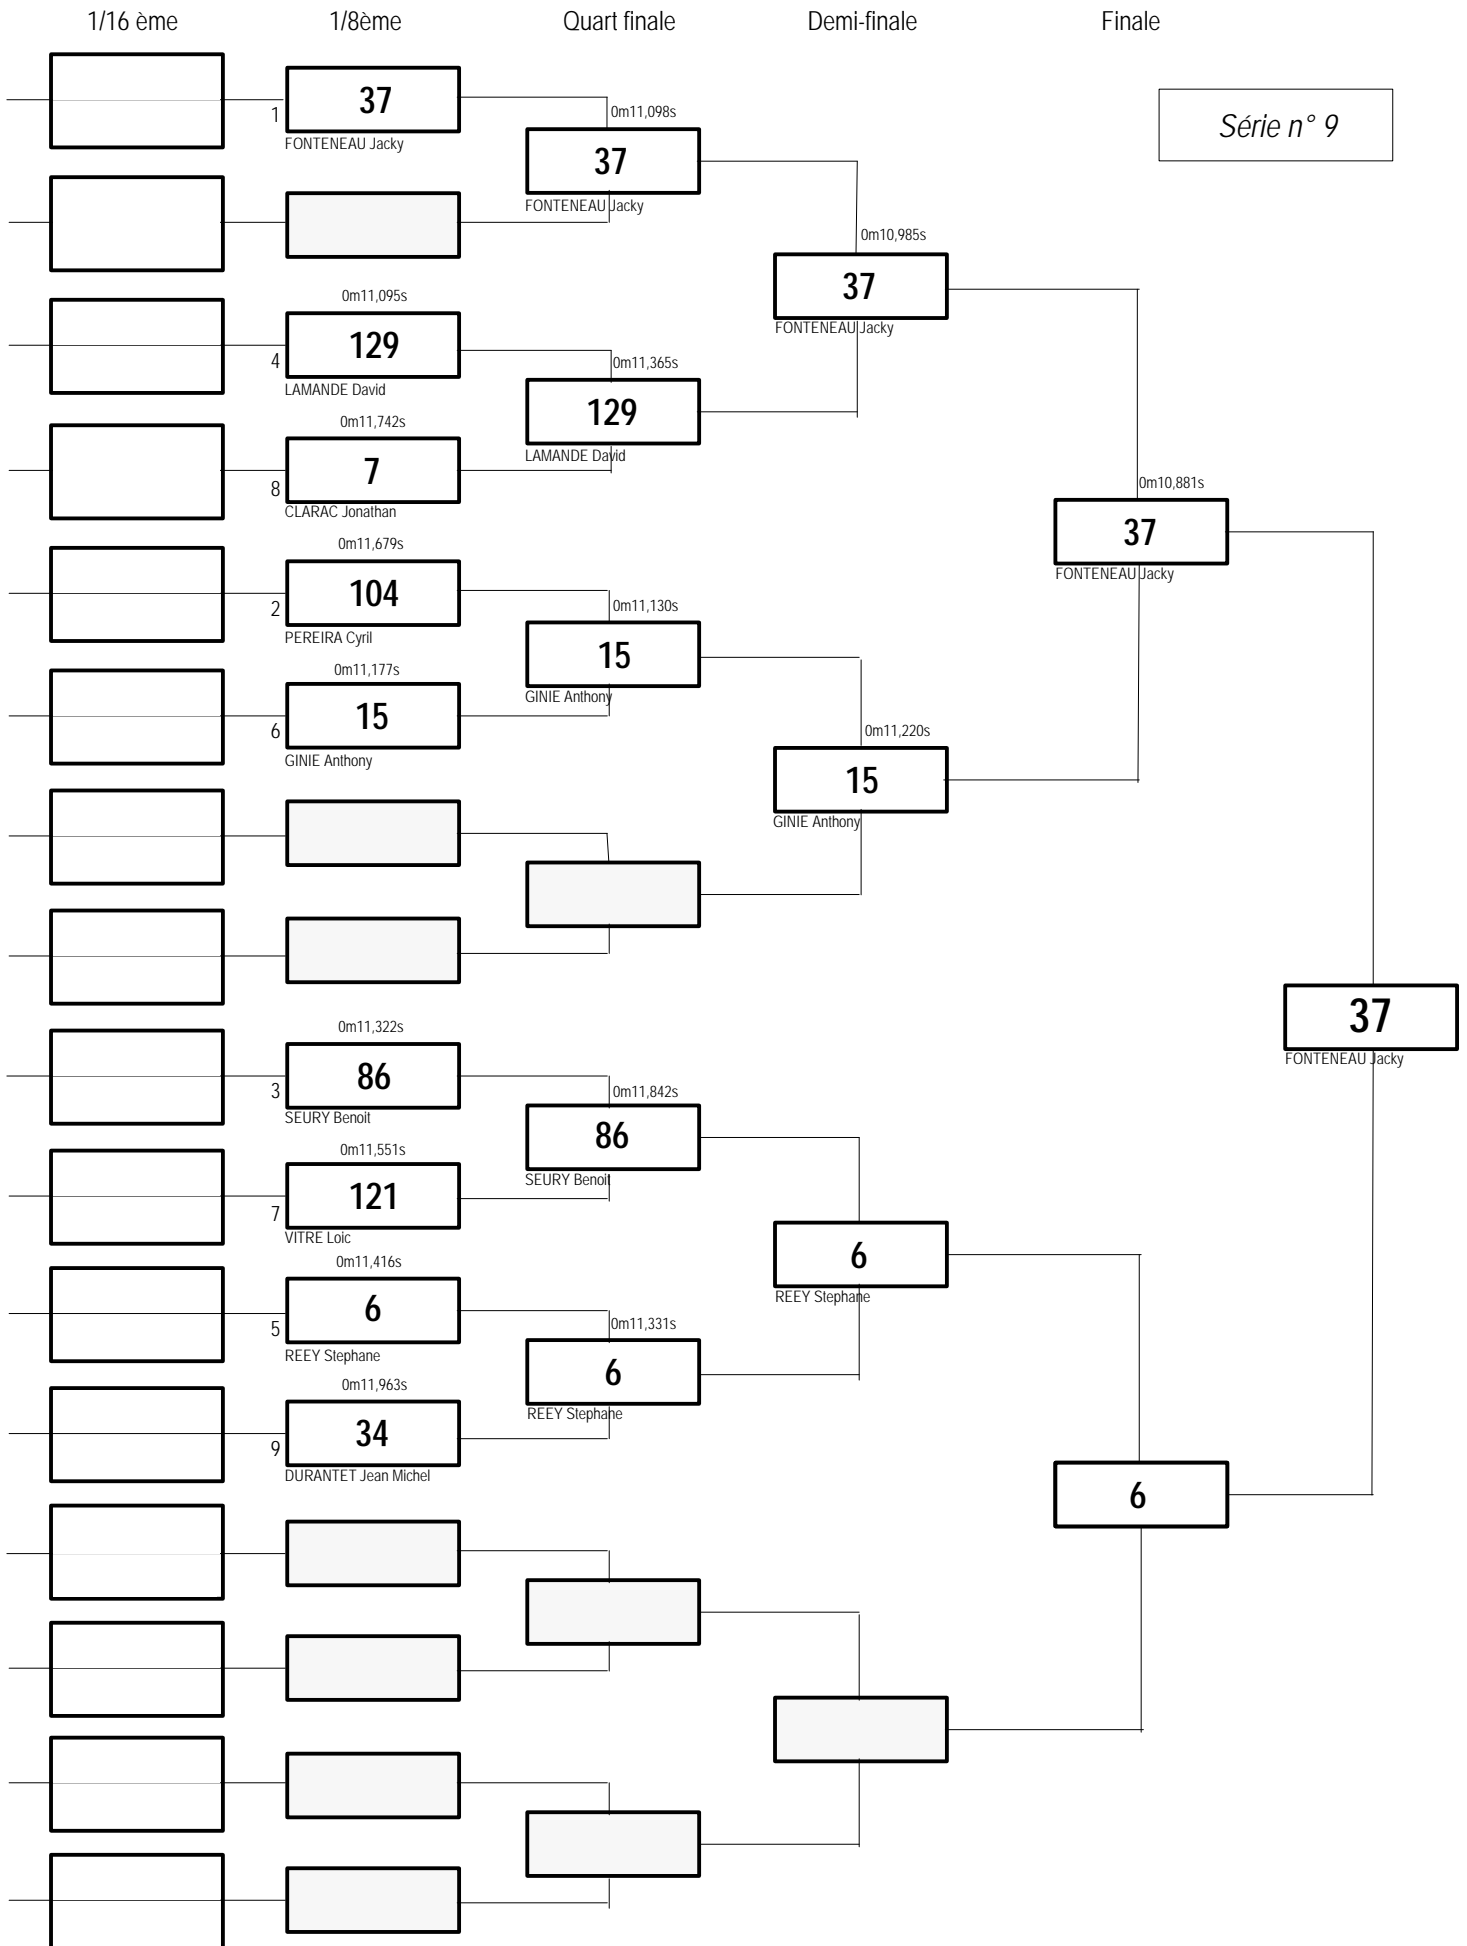 1/16 ème
1/8ème
Quart finale
Demi-finale
Finale
Série n° 9
1
37
FONTENEAU Jacky
0m11,098s
37
FONTENEAU Jacky
0m10,985s
37
FONTENEAU Jacky
0m11,095s
4
129
LAMANDE David
0m11,365s
129
LAMANDE David
0m11,742s
8
7
CLARAC Jonathan
0m10,881s
37
FONTENEAU Jacky
0m11,679s
2
104
PEREIRA Cyril
0m11,130s
15
GINIE Anthony
0m11,177s
6
15
GINIE Anthony
0m11,220s
15
GINIE Anthony
37
FONTENEAU Jacky
0m11,322s
3
86
SEURY Benoit
0m11,842s
86
SEURY Benoit
0m11,551s
7
121
VITRE Loic
6
REEY Stephane
0m11,416s
5
6
REEY Stephane
0m11,331s
6
REEY Stephane
0m11,963s
9
34
DURANTET Jean Michel
6